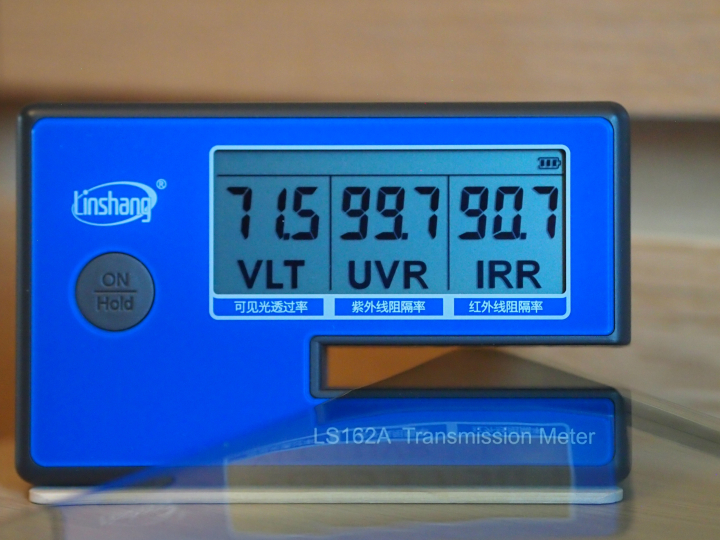 Linshang®
ON
Hold
71.5 99.7 90.7
VLT UVR IRR
可见光透过率 紫外线阻隔率 红外线阻隔率
LS162A Transmission Meter